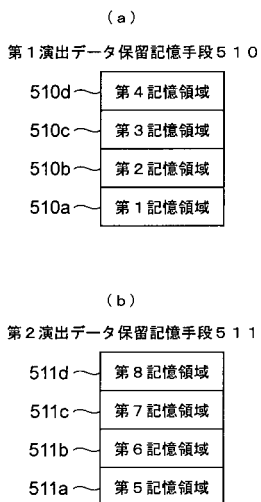 (a)
第1演出データ保留記憶手段510
510d 第4記憶領域
510c 第3記憶領域
510b 第2記憶領域
510a 第1記憶領域
(b)
第2演出データ保留記憶手段511
511d 第8記憶領域
511c 第7記憶領域
511b 第6記憶領域
511a 第5記憶領域